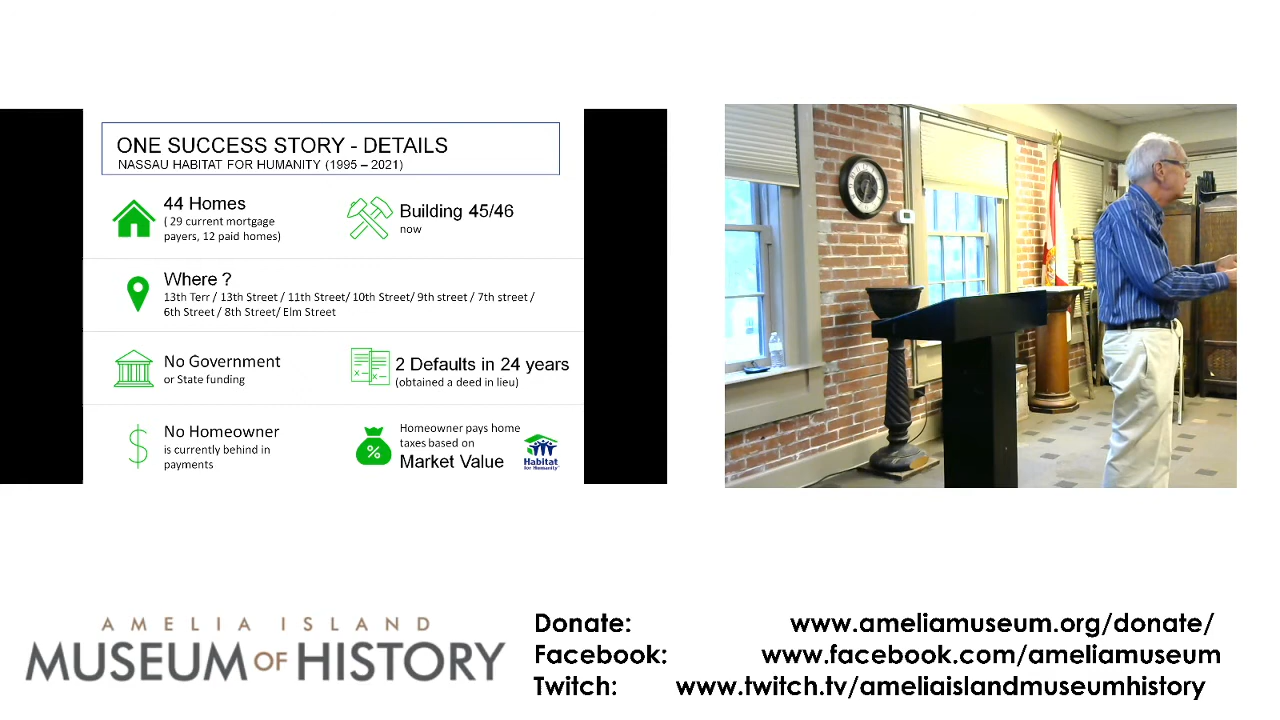 ONE SUCCESS STORY - DETAILS
NASSAU HABITAT FOR HUMANITY (1995 – 2021)
44 Homes
( 29 current mortgage
payers, 12 paid homes)
Building 45/46
now
Where ?
13th Terr / 13th Street / 11th Street/ 10th Street/ 9th street / 7th street /
6th Street / 8th Street/ Elm Street
No Government
or State funding
2 Defaults in 24 years
(obtained a deed in lieu)
No Homeowner
is currently behind in
payments
%
Homeowner pays home
taxes based on
Market Value
Habitat
for Humanity
AMELIA ISLAND
MUSEUM OF HISTORY
Donate: www.ameliamuseum.org/donate/
Facebook: www.facebook.com/ameliamuseum
Twitch: www.twitch.tv/ameliaislandmuseumhistory